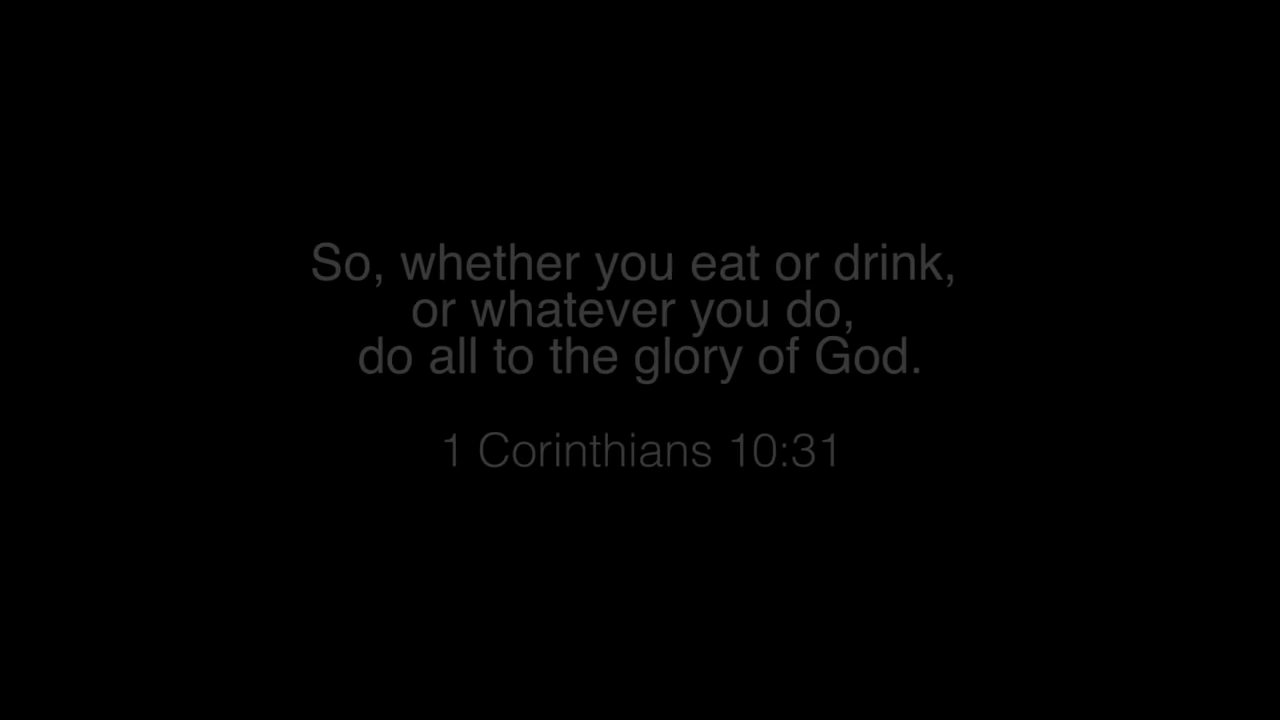 So, whether you eat or drink,
or whatever you do,
do all to the glory of God.
1 Corinthians 10:31